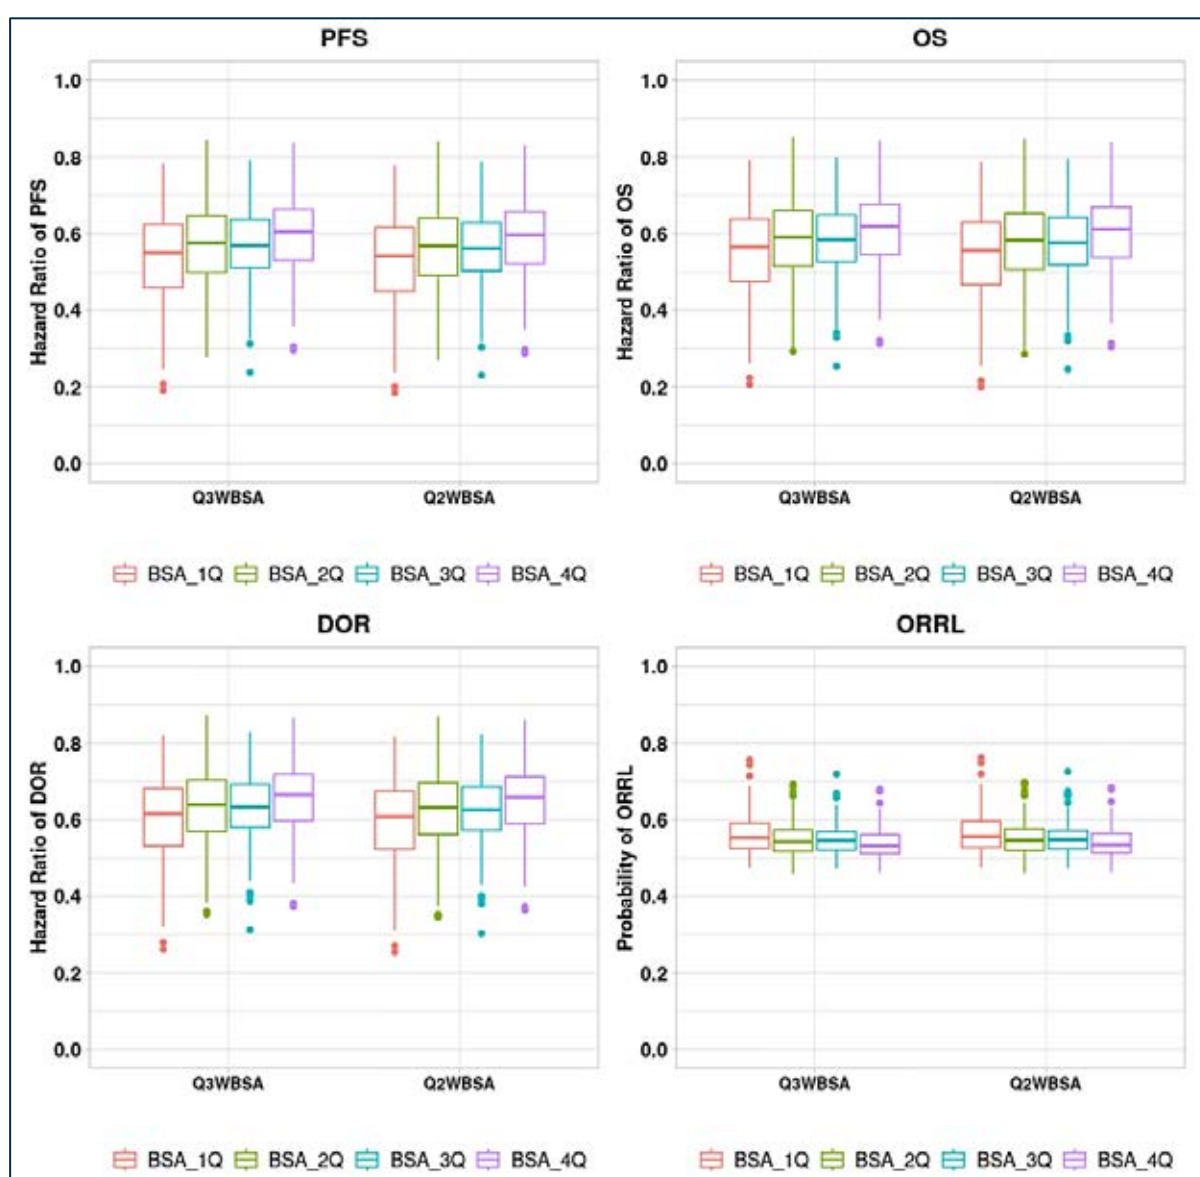 PFS
Hazard Ratio of PFS
1.0
0.8
0.6
0.4
0.2
0.0
Q3WBSA Q2WBSA
BSA_1Q BSA_2Q BSA_3Q BSA_4Q
OS
Hazard Ratio of OS
1.0
0.8
0.6
0.4
0.2
0.0
Q3WBSA Q2WBSA
BSA_1Q BSA_2Q BSA_3Q BSA_4Q
DOR
Hazard Ratio of DOR
1.0
0.8
0.6
0.4
0.2
0.0
Q3WBSA Q2WBSA
BSA_1Q BSA_2Q BSA_3Q BSA_4Q
ORRL
Probability of ORRL
1.0
0.8
0.6
0.4
0.2
0.0
Q3WBSA Q2WBSA
BSA_1Q BSA_2Q BSA_3Q BSA_4Q